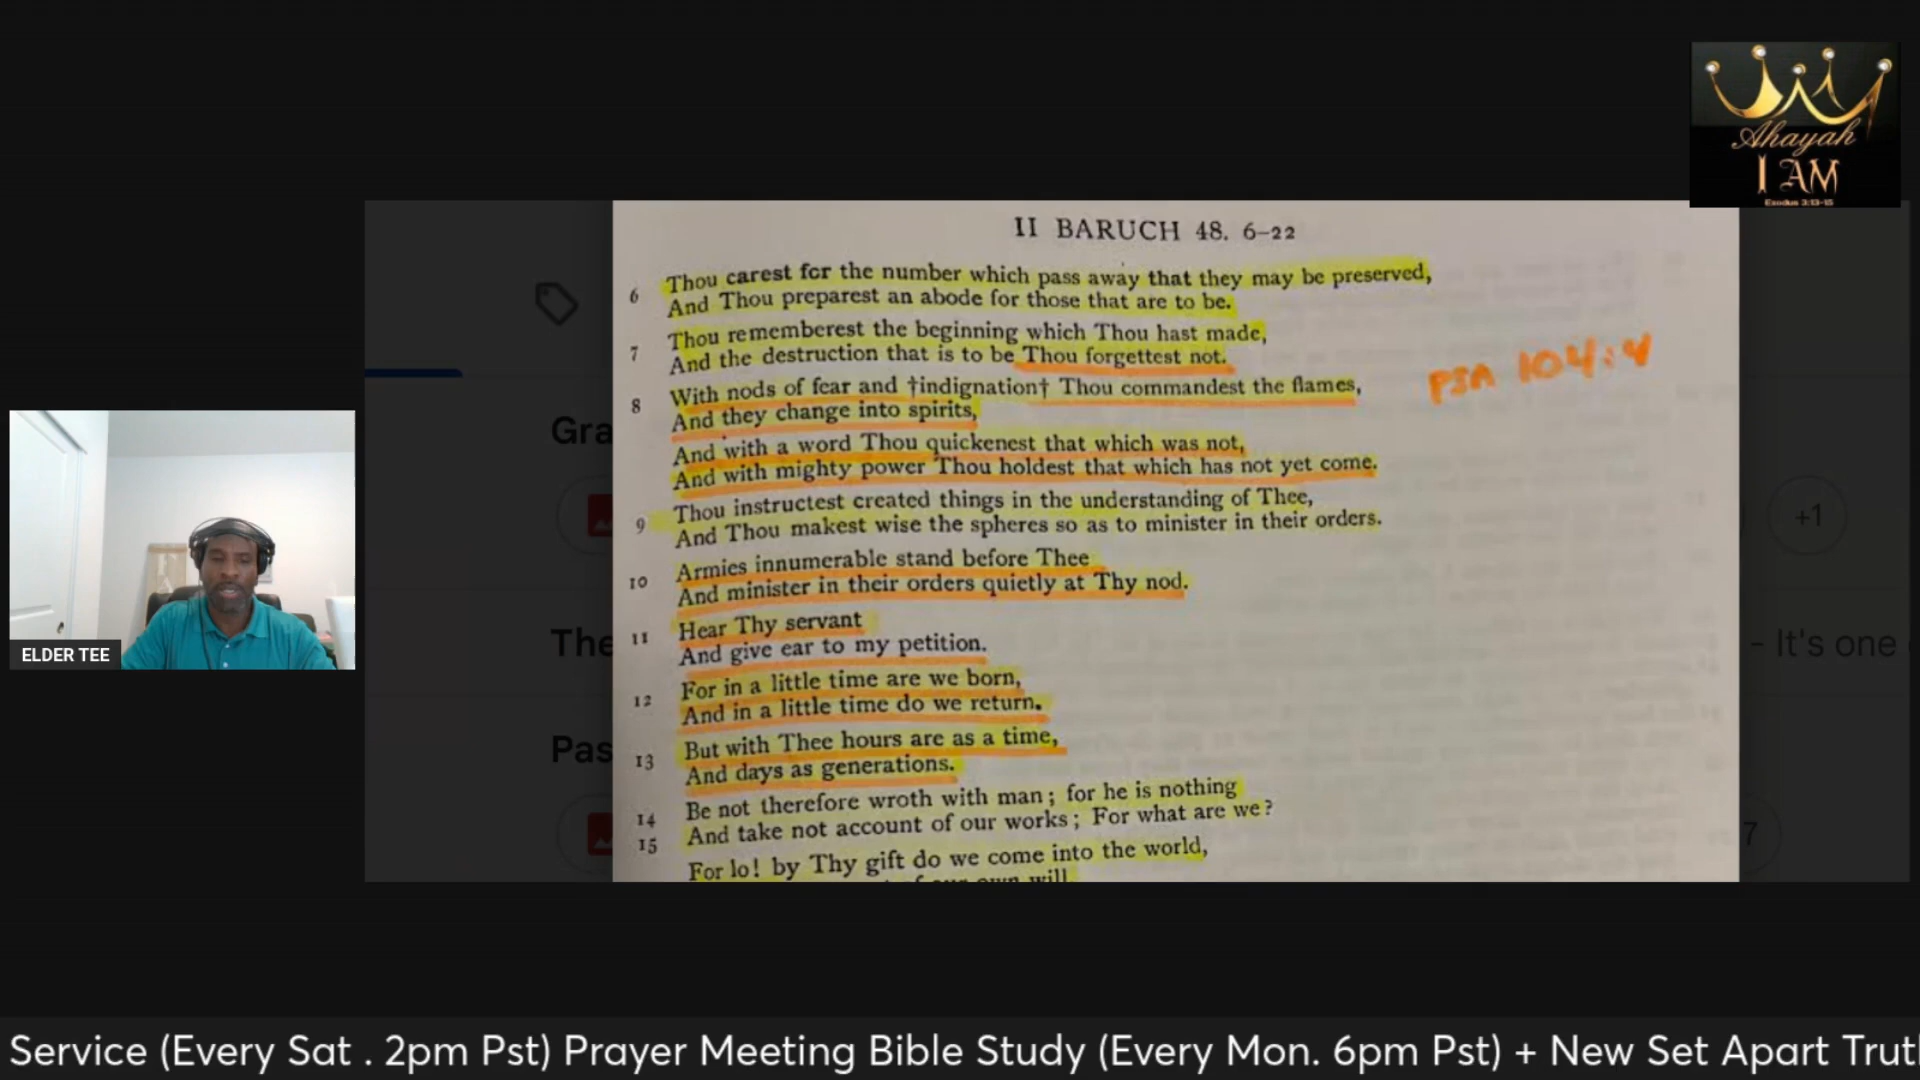 Ahayah
I AM
Exodus 3:13-15
II BARUCH 48. 6–22
6 Thou carest for the number which pass away that they may be preserved,
And Thou preparest an abode for those that are to be.
7 Thou rememberest the beginning which Thou hast made,
And the destruction that is to be Thou forgettest not.
8 With nods of fear and †indignation† Thou commandest the flames,
And they change into spirits,
And with a word Thou quickenest that which was not,
And with mighty power Thou holdest that which has not yet come.
9 Thou instructest created things in the understanding of Thee,
And Thou makest wise the spheres so as to minister in their orders.
10 Armies innumerable stand before Thee
And minister in their orders quietly at Thy nod.
11 Hear Thy servant
And give ear to my petition.
12 For in a little time are we born,
And in a little time do we return.
13 But with Thee hours are as a time,
And days as generations.
14 Be not therefore wroth with man; for he is nothing
15 And take not account of our works; For what are we?
For lo! by Thy gift do we come into the world,
own will
PSA 104:4
Gra
The
Pas
+1
- It's one
7
ELDER TEE
Service (Every Sat . 2pm Pst) Prayer Meeting Bible Study (Every Mon. 6pm Pst) + New Set Apart Trut